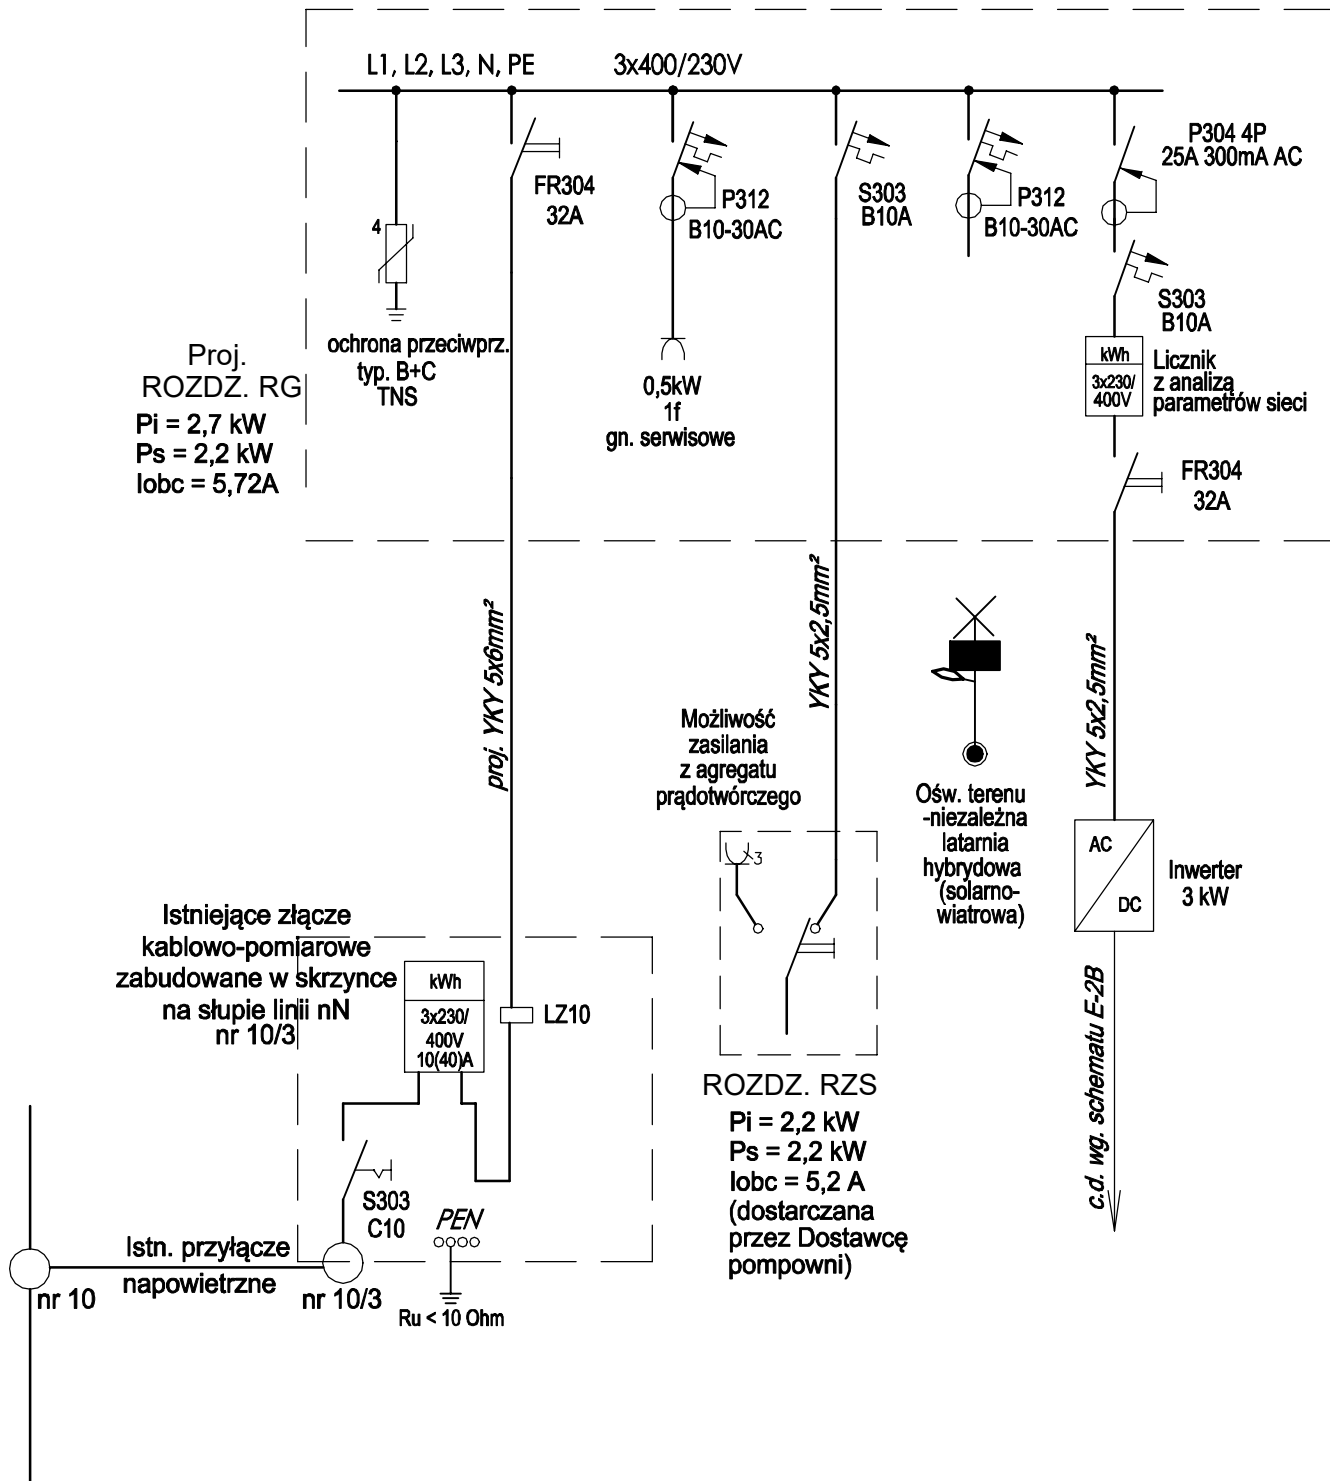 L1, L2, L3, N, PE
3x400/230V
FR304
32A
P312
B10-30AC
S303
B10A
P312
B10-30AC
P304 4P
25A 300mA AC
4
S303
B10A
ochrona przeciwprz.
typ. B+C
TNS
0,5kW
1f
gn. serwisowe
kWh
3x230/
400V
Licznik
z analizą
parametrów sieci
FR304
32A
Proj.
ROZDZ. RG
Pi = 2,7 kW
Ps = 2,2 kW
Iobc = 5,72A
proj. YKY 5x6mm²
YKY 5x2,5mm²
YKY 5x2,5mm²
Możliwość
zasilania
z agregatu
prądotwórczego
3
Ośw. terenu
-niezależna
latarnia
hybrydowa
(solarno-
wiatrowa)
AC
DC
Inwerter
3 kW
c.d. wg. schematu E-2B
Istniejące złącze
kablowo-pomiarowe
zabudowane w skrzynce
na słupie linii nN
nr 10/3
kWh
3x230/
400V
10(40)A
LZ10
ROZDZ. RZS
Pi = 2,2 kW
Ps = 2,2 kW
Iobc = 5,2 A
(dostarczana
przez Dostawcę
pompowni)
S303
C10
PEN
Istn. przyłącze
napowietrzne
nr 10
nr 10/3
Ru < 10 Ohm